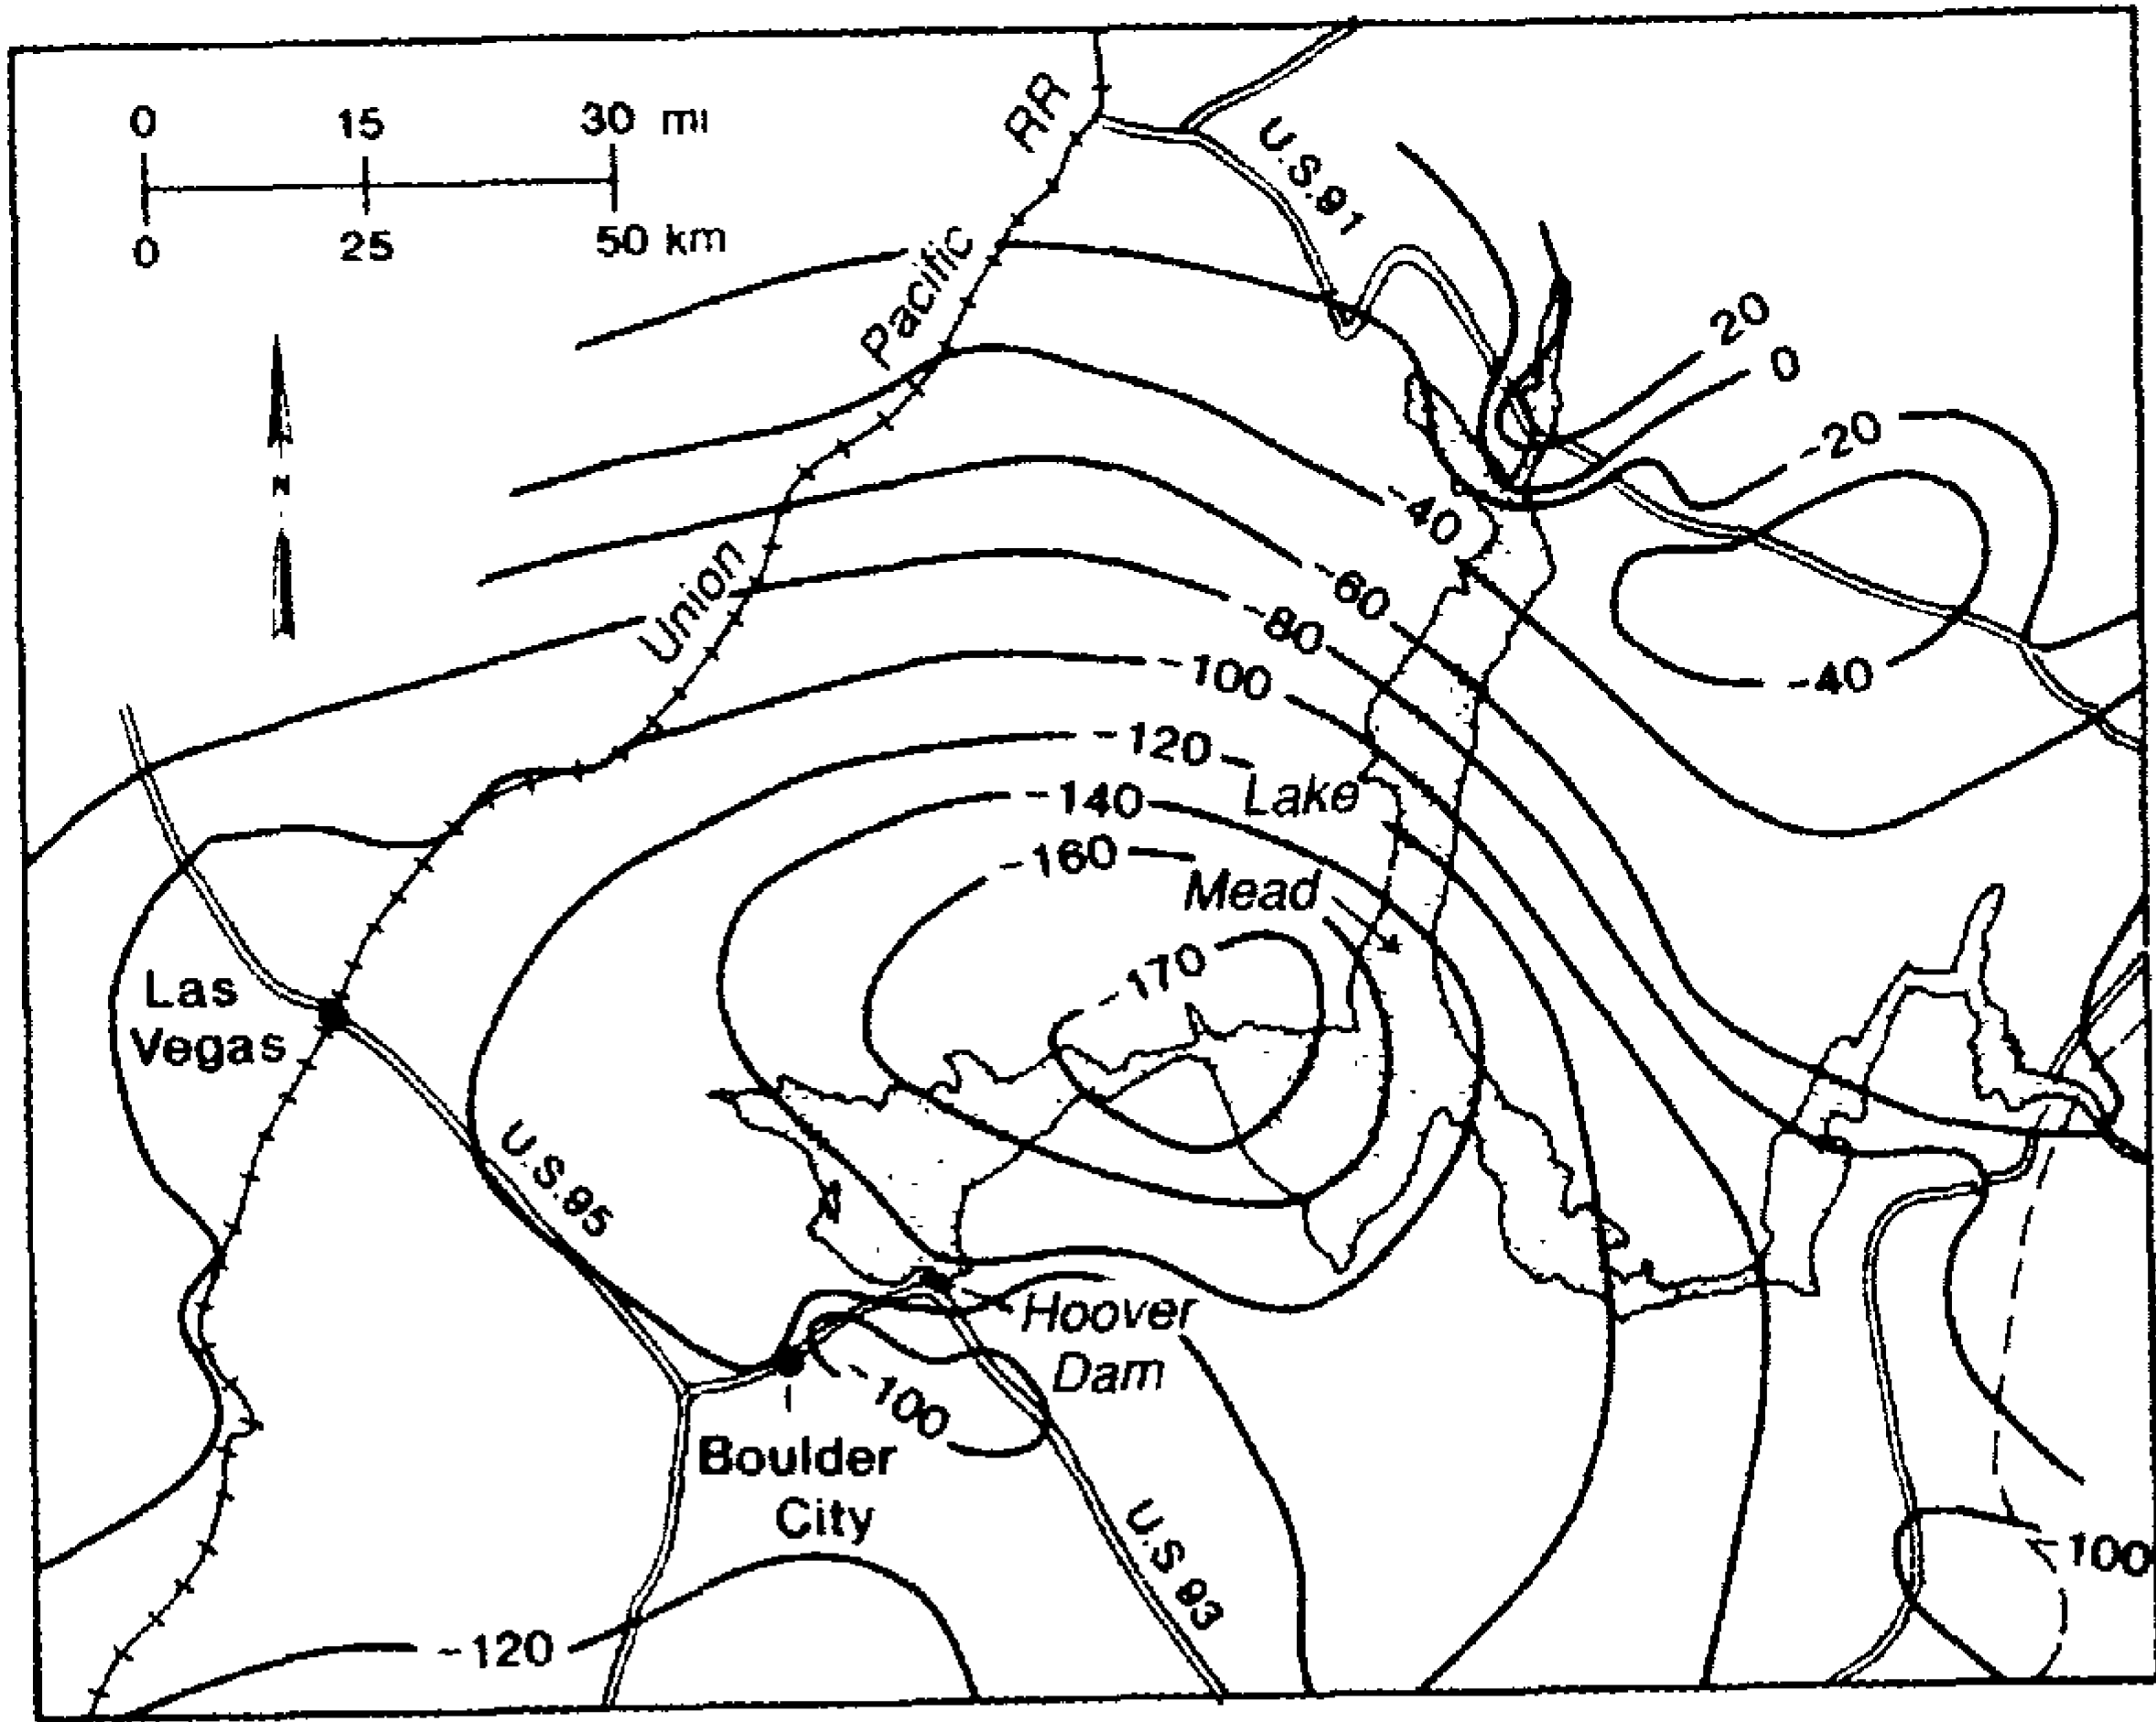 0 15 30 mi
0 25 50 km
N
Union Pacific RR
U.S.91
20
0
-20
-40
-40
-60
-80
-100
-120
-140
-160
-170
Lake
Mead
Las
Vegas
U.S.95
Hoover
Dam
-100
Boulder
City
U.S 93
-100
-120